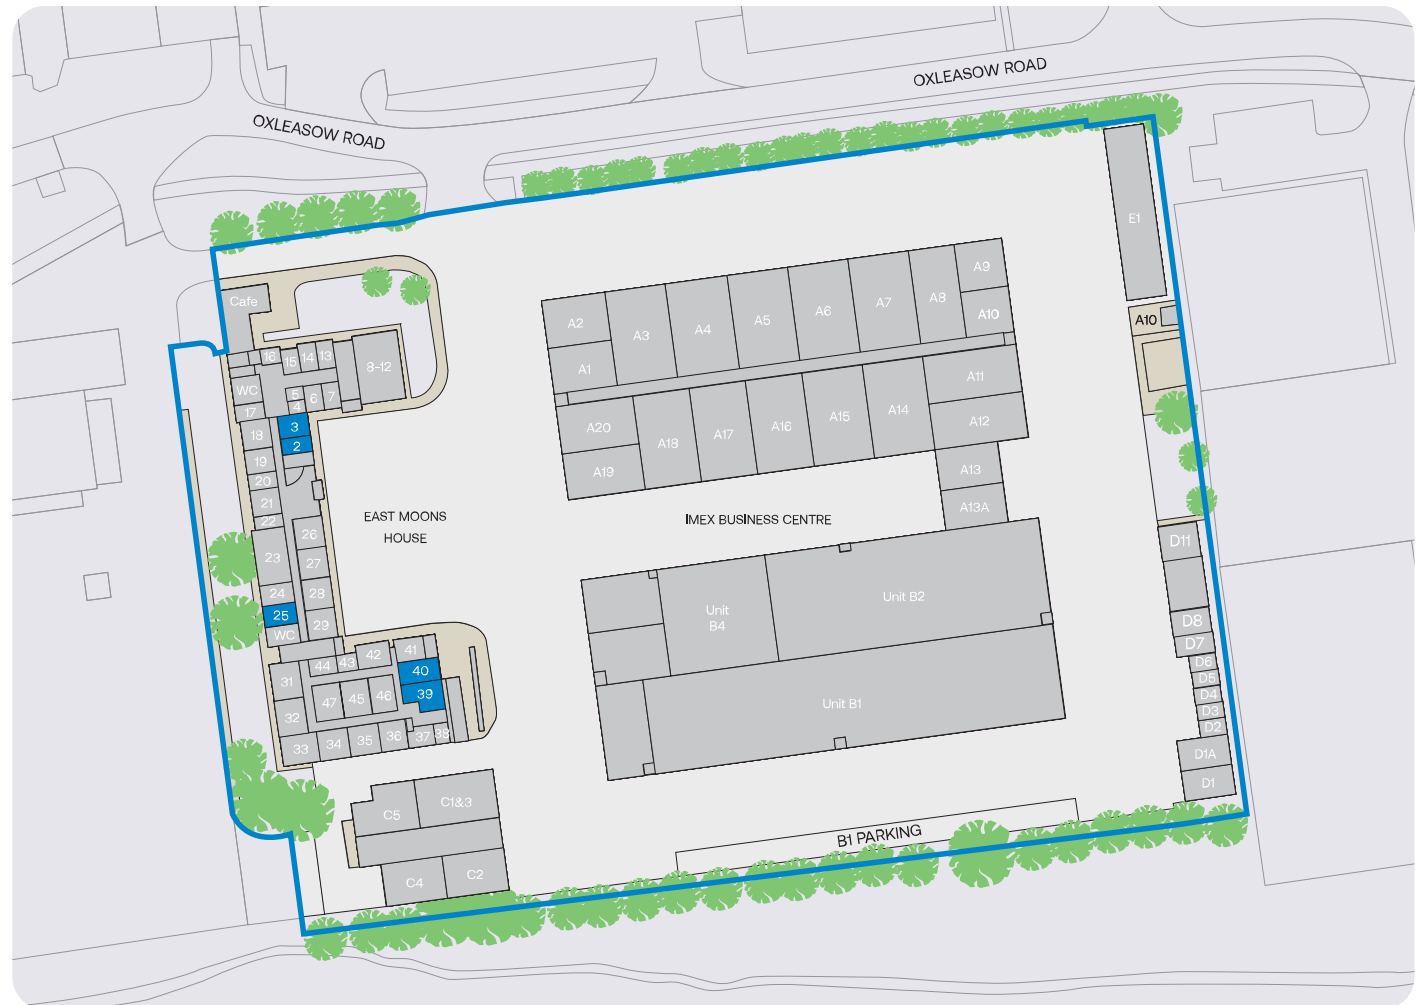 OXLEASOW ROAD
OXLEASOW ROAD
E1
A10
Cafe
16
15
14
13
8-12
WC
17
5
4
6
7
3
2
18
19
20
21
22
23
24
25
WC
26
27
28
29
EAST MOONS
HOUSE
A2
A1
A3
A4
A5
A6
A7
A8
A9
A10
A20
A19
A18
A17
A16
A15
A14
A11
A12
A13
A13A
IMEX BUSINESS CENTRE
Unit
B4
Unit B2
Unit B1
D11
D8
D7
D6
D5
D4
D3
D2
D1A
D1
31
32
33
34
35
36
37
38
44
43
42
41
40
39
47
45
46
C5
C1&3
C4
C2
B1 PARKING